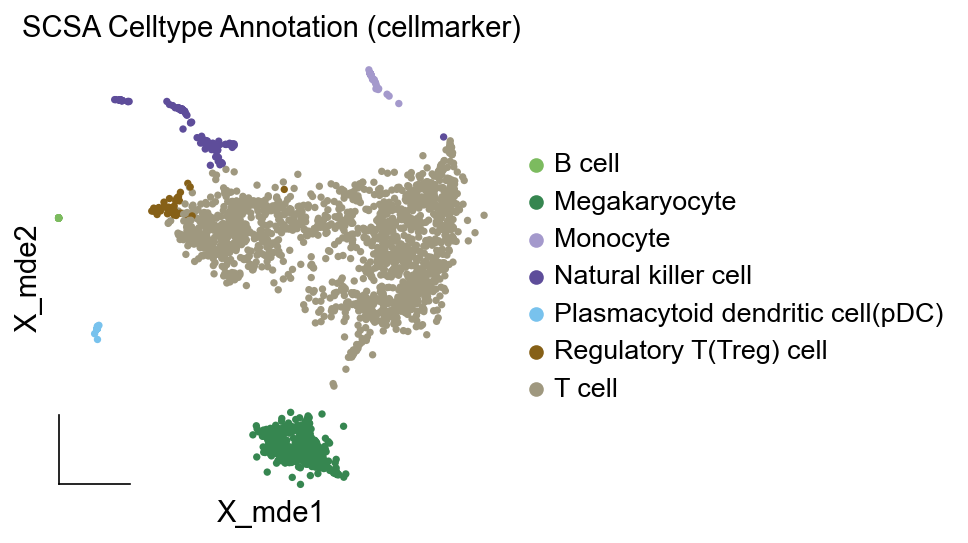 SCSA Celltype Annotation (cellmarker)
B cell
Megakaryocyte
Monocyte
Natural killer cell
Plasmacytoid dendritic cell(pDC)
Regulatory T(Treg) cell
T cell
X_mde2
X_mde1